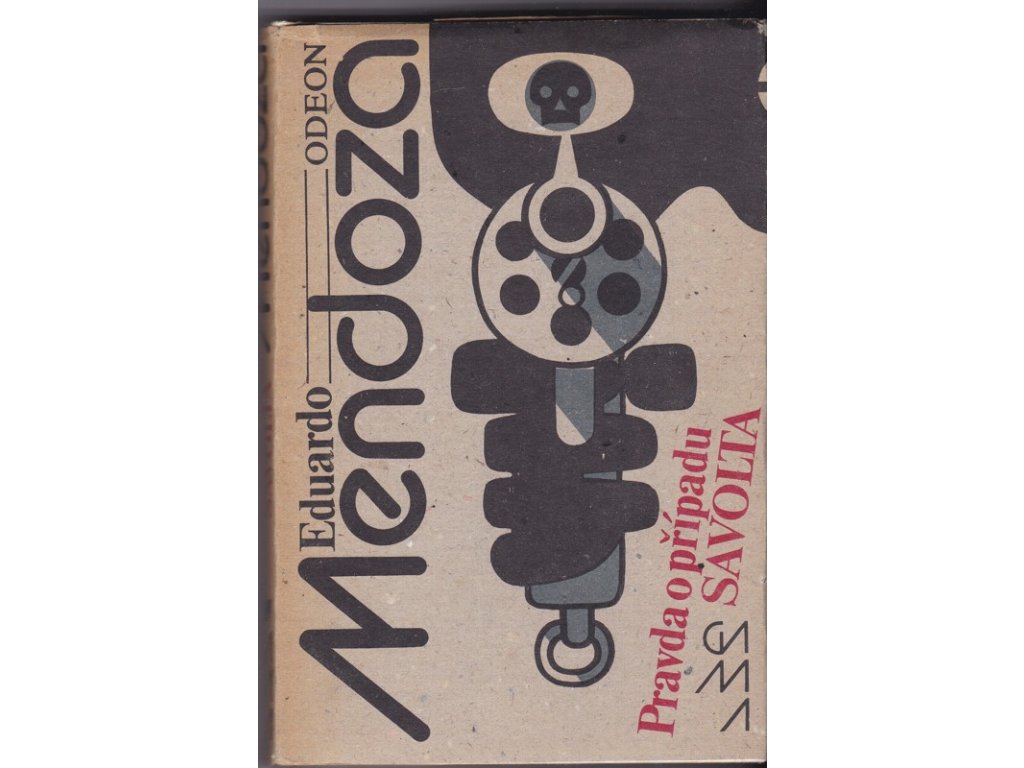 Eduardo
ODEON
Mendoza
Pravda o případu
SAVOLTA